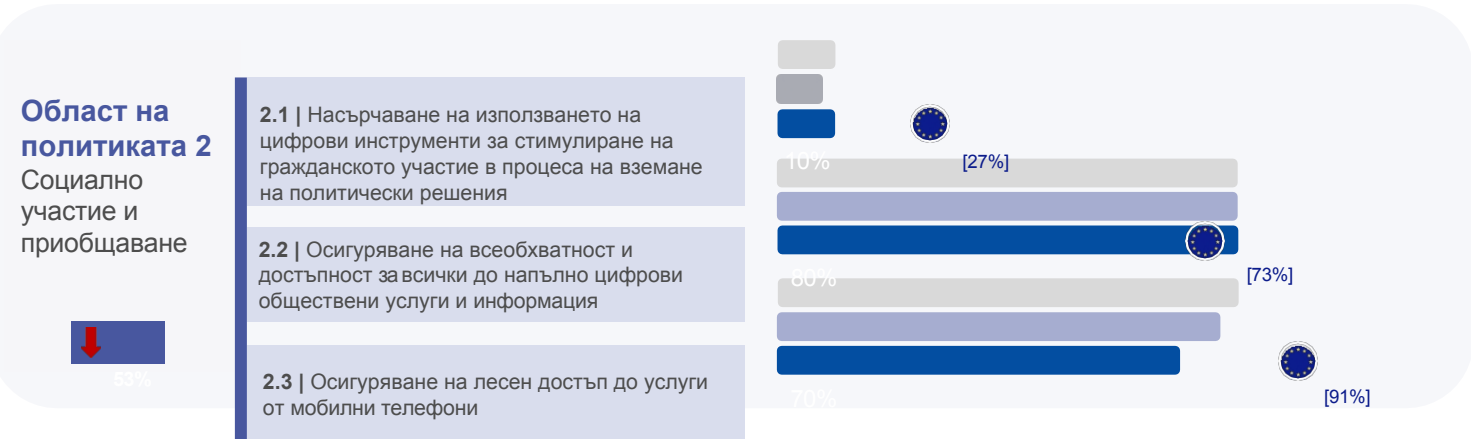 Област на
политиката 2
Социално
участие и
приобщаване
53%
2.1 | Насърчаване на използването на
цифрови инструменти за стимулиране на
гражданското участие в процеса на вземане
на политически решения
10%
[27%]
2.2 | Осигуряване на всеобхватност и
достъпност за всички до напълно цифрови
обществени услуги и информация
80%
[73%]
2.3 | Осигуряване на лесен достъп до услуги
от мобилни телефони
70%
[91%]